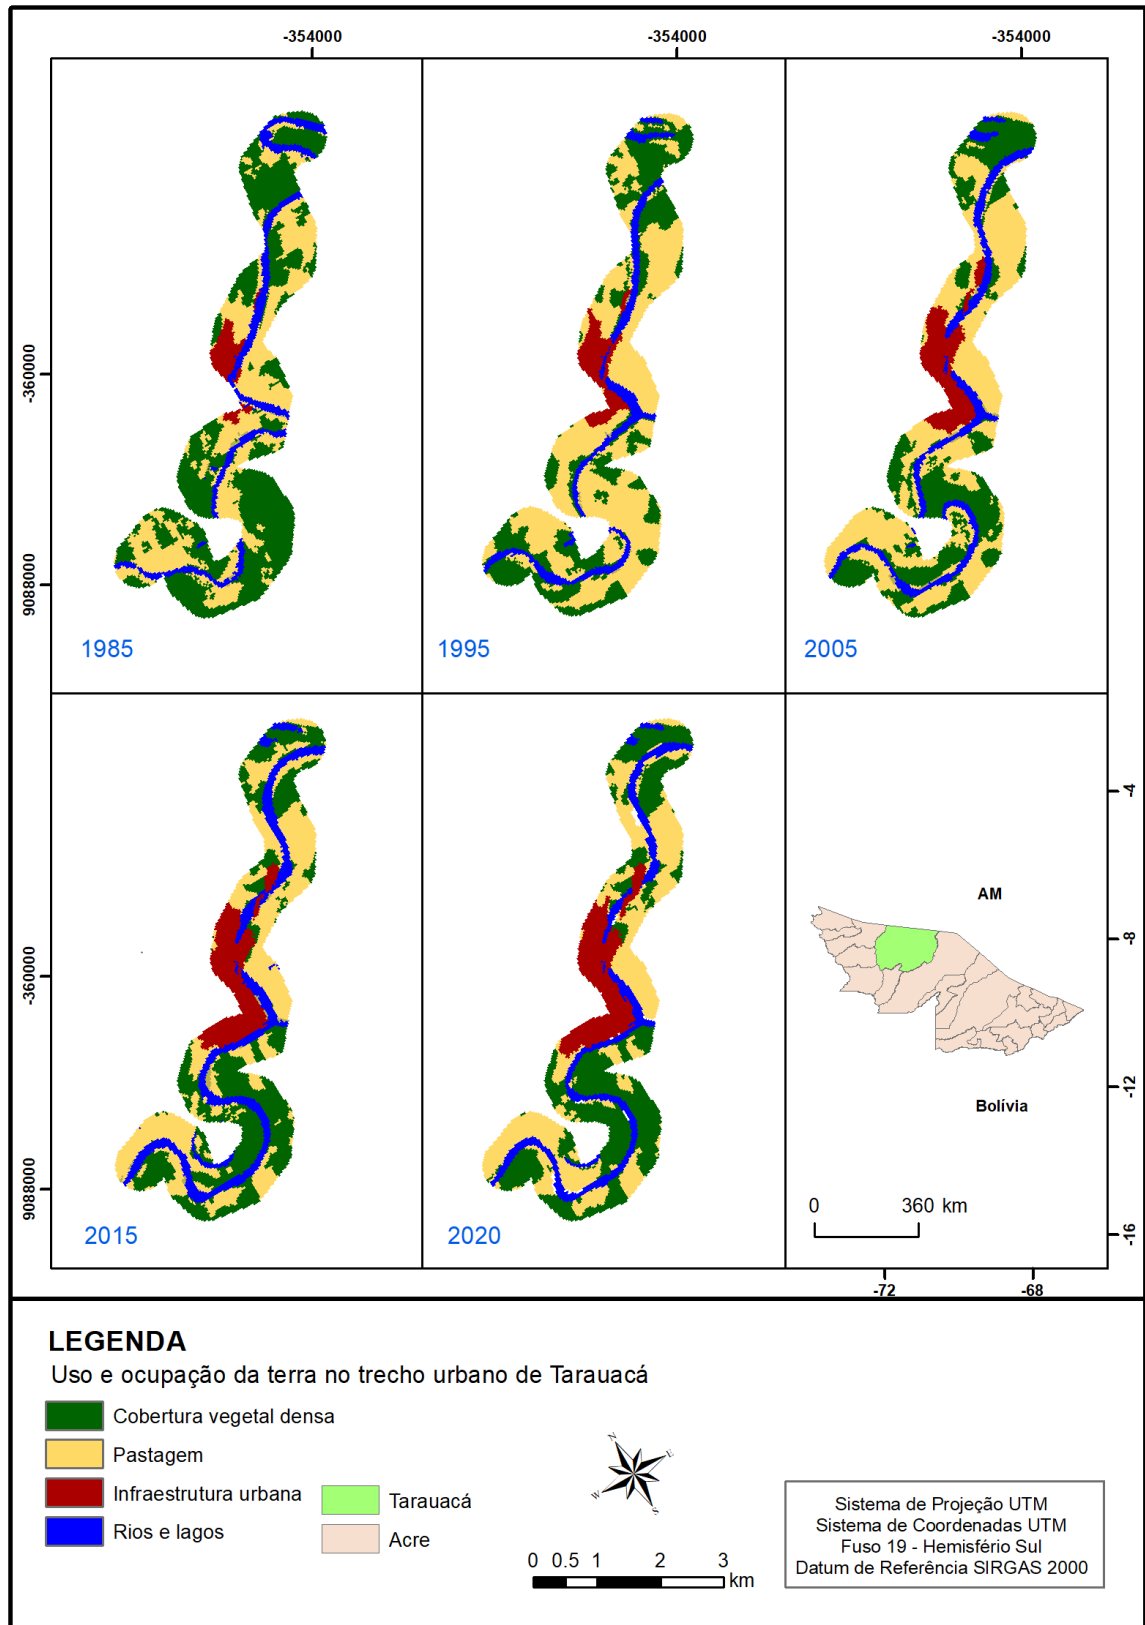 -354000 -354000 -354000
-360000
9088000
1985 1995 2005
-4
AM
-8
-360000
-12
Bolívia
9088000
0 360 km
2015 2020
-16
-72 -68
LEGENDA
Uso e ocupação da terra no trecho urbano de Tarauacá
Cobertura vegetal densa
Pastagem
Infraestrutura urbana
Rios e lagos
Tarauacá
Acre
N
E
W
S
0 0.5 1 2 3
km
Sistema de Projeção UTM
Sistema de Coordenadas UTM
Fuso 19 - Hemisfério Sul
Datum de Referência SIRGAS 2000